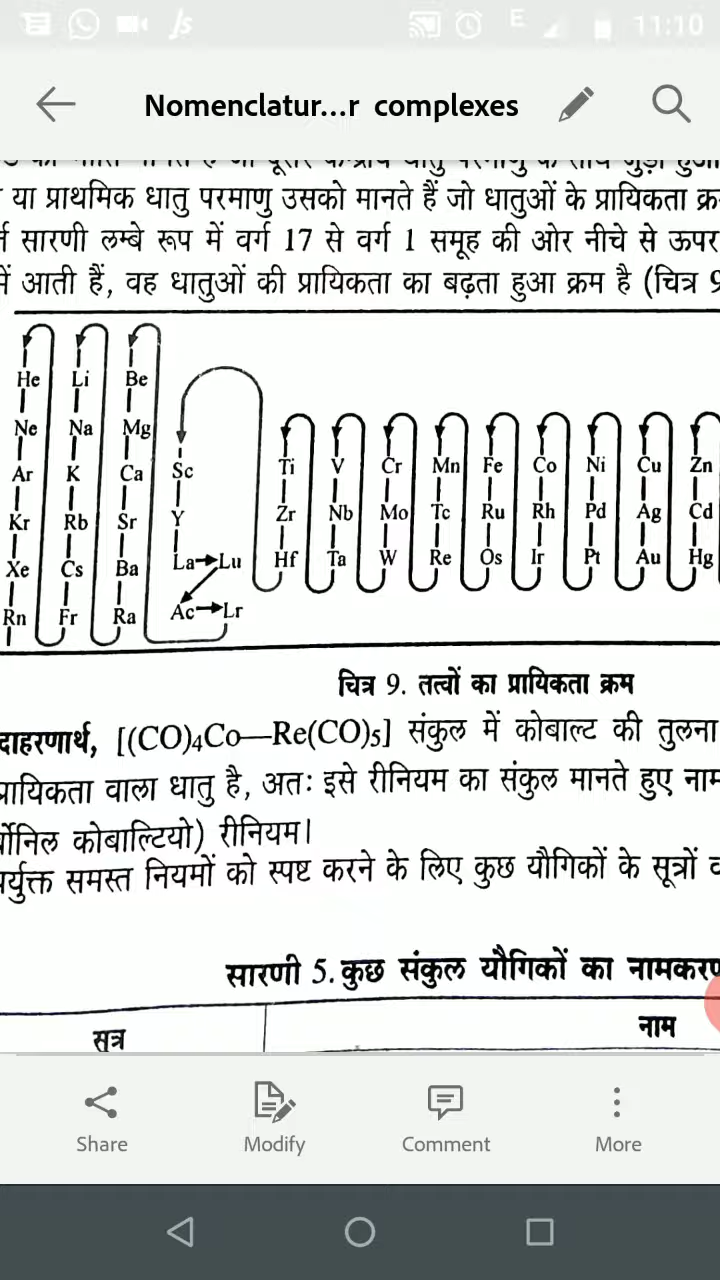 E 11:10
Nomenclatur...r complexes
या प्राथमिक धातु परमाणु उसको मानते हैं जो धातुओं के प्रायिकता क्र
सारणी लम्बे रूप में वर्ग 17 से वर्ग 1 समूह की ओर नीचे से ऊपर
में आती हैं, वह धातुओं की प्रायिकता का बढ़ता हुआ क्रम है (चित्र 9
He Li Be
Ne Na Mg
Ar K Ca Sc Ti V Cr Mn Fe Co Ni Cu Zn
Kr Rb Sr Y Zr Nb Mo Tc Ru Rh Pd Ag Cd
Xe Cs Ba La Lu Hf Ta W Re Os Ir Pt Au Hg
Rn Fr Ra Ac Lr
चित्र 9. तत्वों का प्रायिकता क्रम
दाहरणार्थ, [(CO)4Co—Re(CO)5] संकुल में कोबाल्ट की तुलना
प्रायिकता वाला धातु है, अतः इसे रीनियम का संकुल मानते हुए नाम
र्बोनिल कोबाल्टियो) रीनियम।
पर्युक्त समस्त नियमों को स्पष्ट करने के लिए कुछ यौगिकों के सूत्रों
सारणी 5. कुछ संकुल यौगिकों का नामकरण
सूत्र नाम
Share Modify Comment More